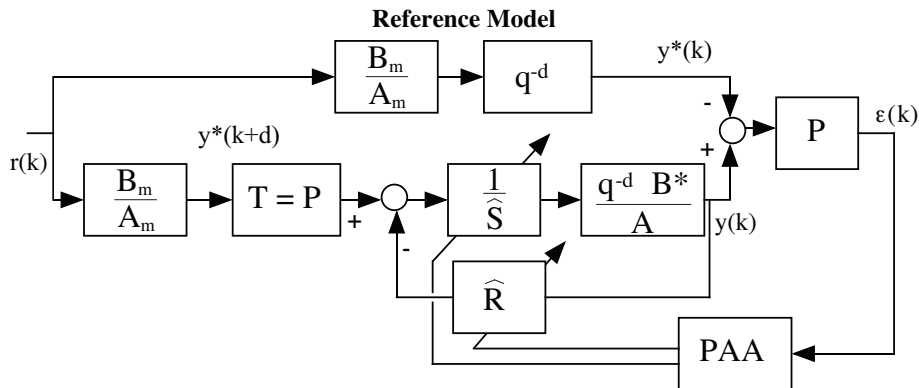 Reference Model
B_m
A_m
q^-d
y*(k)
-
P
ε(k)
r(k)
y*(k+d)
B_m
A_m
T = P
+
-
1
Ŝ
q^-d B*
A
+
y(k)
R̂
PAA